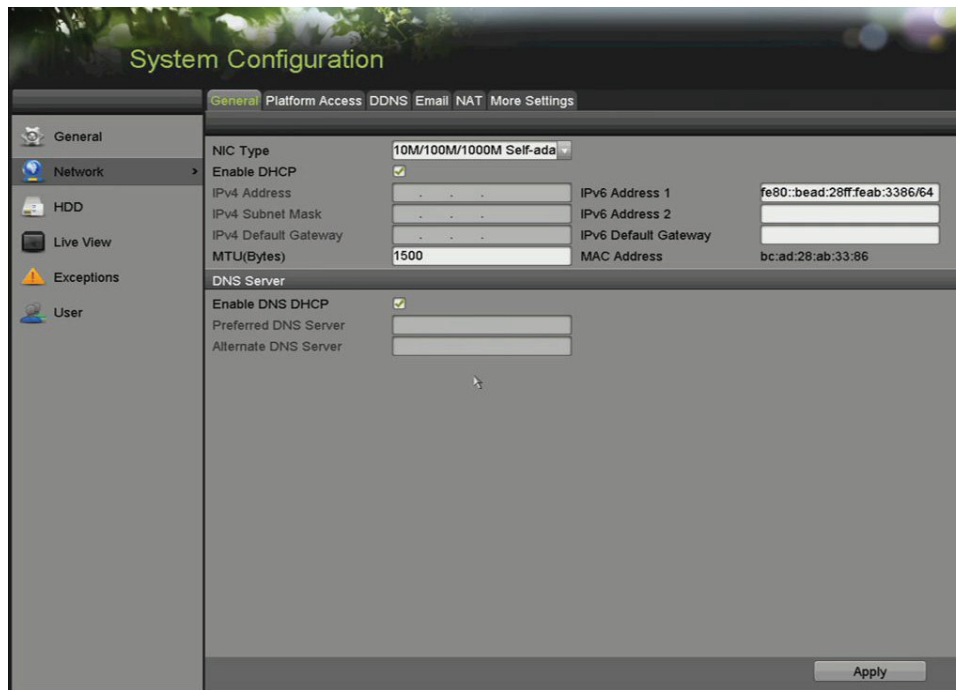 System Configuration
General Platform Access DDNS Email NAT More Settings
General
Network >
HDD
Live View
Exceptions
User
NIC Type 10M/100M/1000M Self-ada
Enable DHCP
IPv4 Address . . . IPv6 Address 1 fe80::bead:28ff:feab:3386/64
IPv4 Subnet Mask . . . IPv6 Address 2
IPv4 Default Gateway . . . IPv6 Default Gateway
MTU(Bytes) 1500 MAC Address bc:ad:28:ab:33:86
DNS Server
Enable DNS DHCP
Preferred DNS Server
Alternate DNS Server
Apply